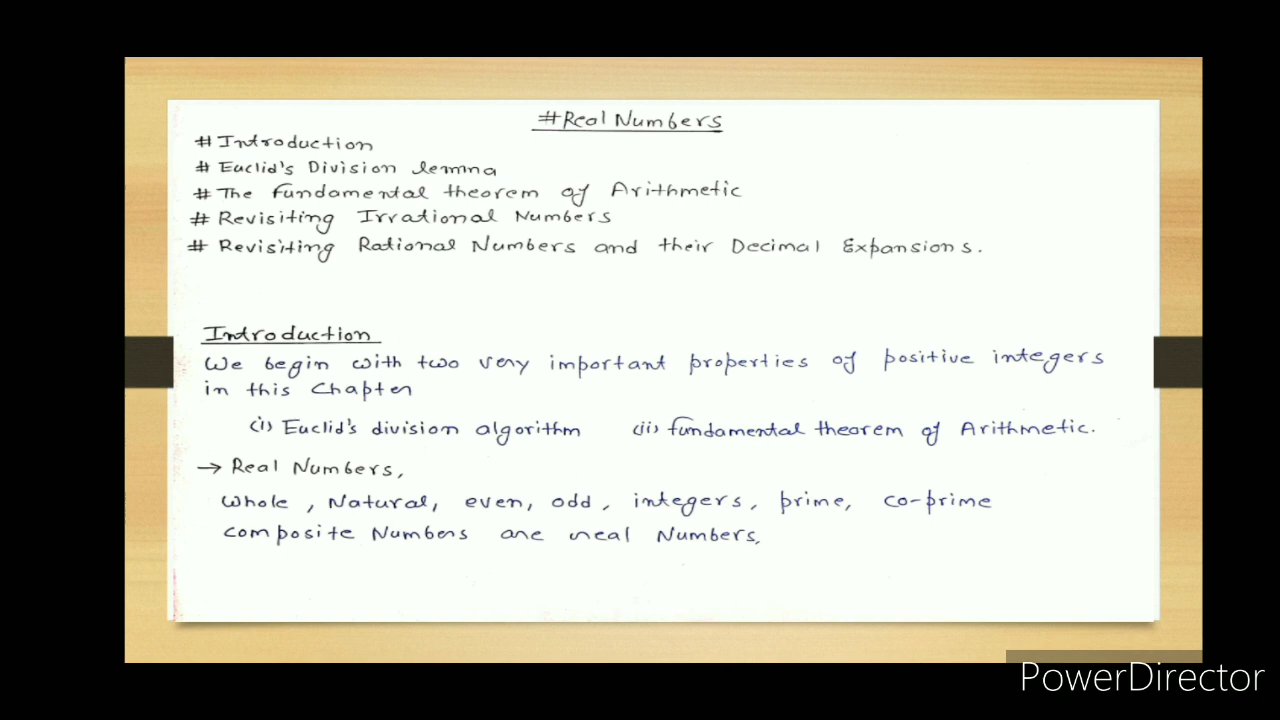 #Real Numbers
# Introduction
# Euclid's Division lemma
# The fundamental theorem of Arithmetic
# Revisiting Irrational Numbers
# Revisiting Rational Numbers and their Decimal Expansions.
Introduction
We begin with two very important properties of positive integers
in this Chapter
(i) Euclid's division algorithm (ii) fundamental theorem of Arithmetic.
→ Real Numbers,
Whole , Natural, even, odd, integers, prime, co-prime
composite Numbers are real Numbers,
PowerDirector